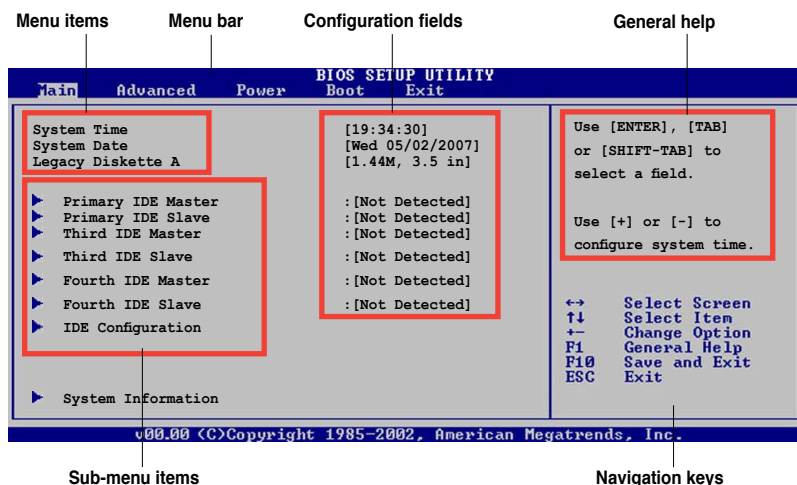 Menu items Menu bar Configuration fields General help
BIOS SETUP UTILITY
Main Advanced Power Boot Exit
System Time [19:34:30]
System Date [Wed 05/02/2007]
Legacy Diskette A [1.44M, 3.5 in]
Primary IDE Master :[Not Detected]
Primary IDE Slave :[Not Detected]
Third IDE Master :[Not Detected]
Third IDE Slave :[Not Detected]
Fourth IDE Master :[Not Detected]
Fourth IDE Slave :[Not Detected]
IDE Configuration
System Information
Use [ENTER], [TAB]
or [SHIFT-TAB] to
select a field.
Use [+] or [-] to
configure system time.
↔ Select Screen
↑↓ Select Item
+- Change Option
F1 General Help
F10 Save and Exit
ESC Exit
v00.00 (C)Copyright 1985-2002, American Megatrends, Inc.
Sub-menu items Navigation keys